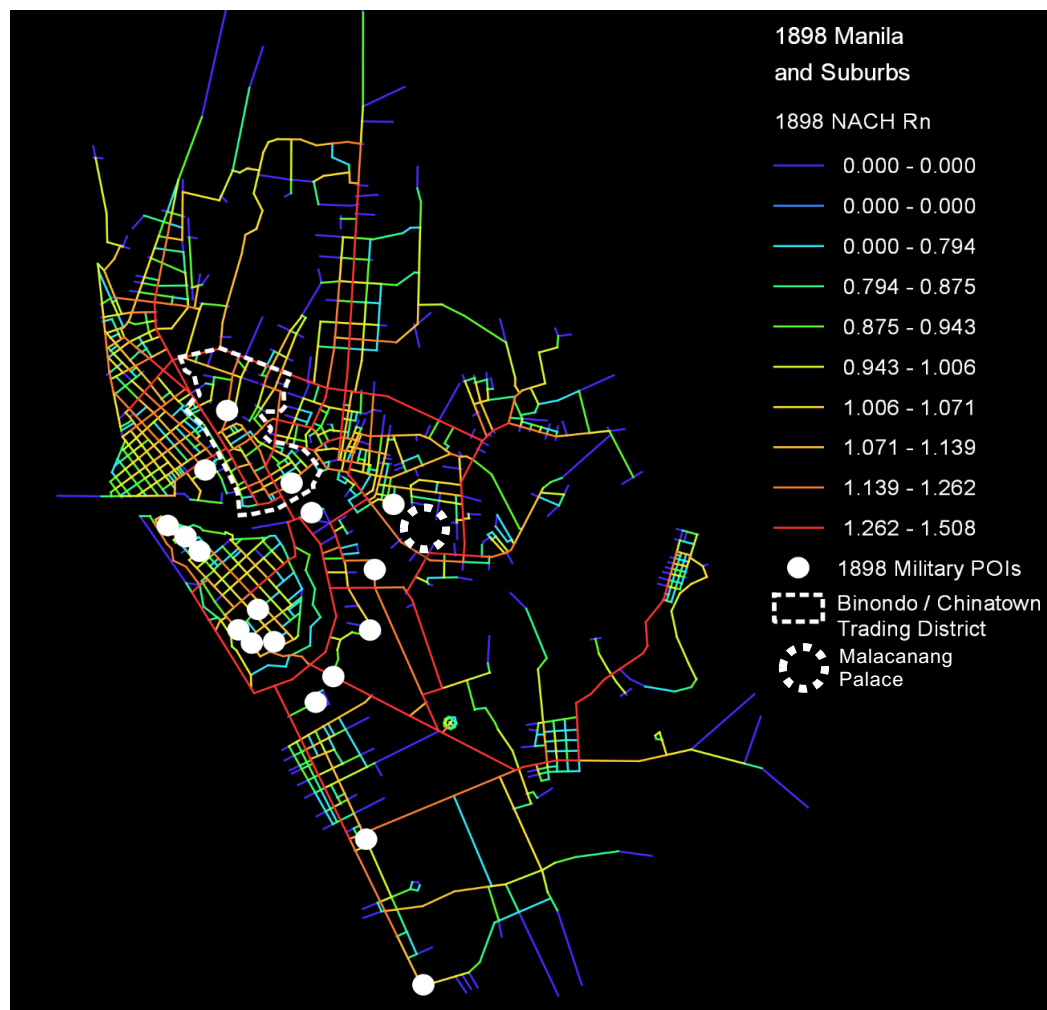 1898 Manila
and Suburbs
1898 NACH Rn
0.000 - 0.000
0.000 - 0.000
0.000 - 0.794
0.794 - 0.875
0.875 - 0.943
0.943 - 1.006
1.006 - 1.071
1.071 - 1.139
1.139 - 1.262
1.262 - 1.508
1898 Military POIs
Binondo / Chinatown
Trading District
Malacanang
Palace